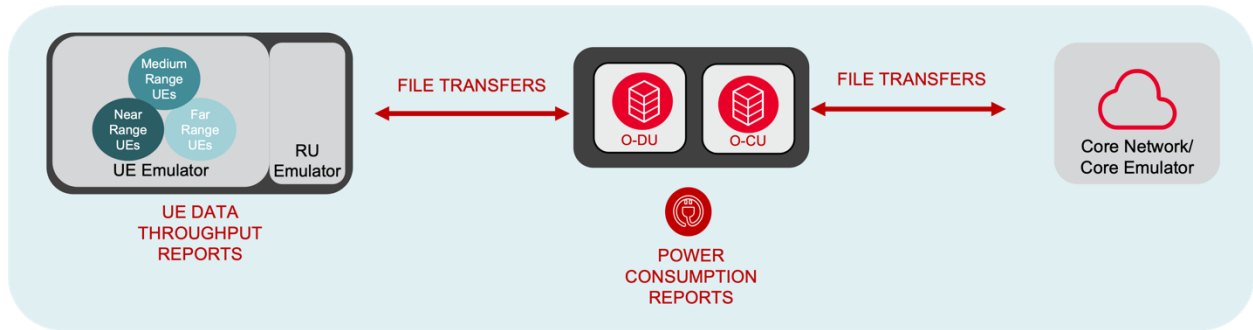 Medium
Range
UEs
Near
Range
UEs
Far
Range
UEs
UE Emulator
RU
Emulator
UE DATA
THROUGHPUT
REPORTS
FILE TRANSFERS
O-DU
O-CU
POWER
CONSUMPTION
REPORTS
FILE TRANSFERS
Core Network/
Core Emulator